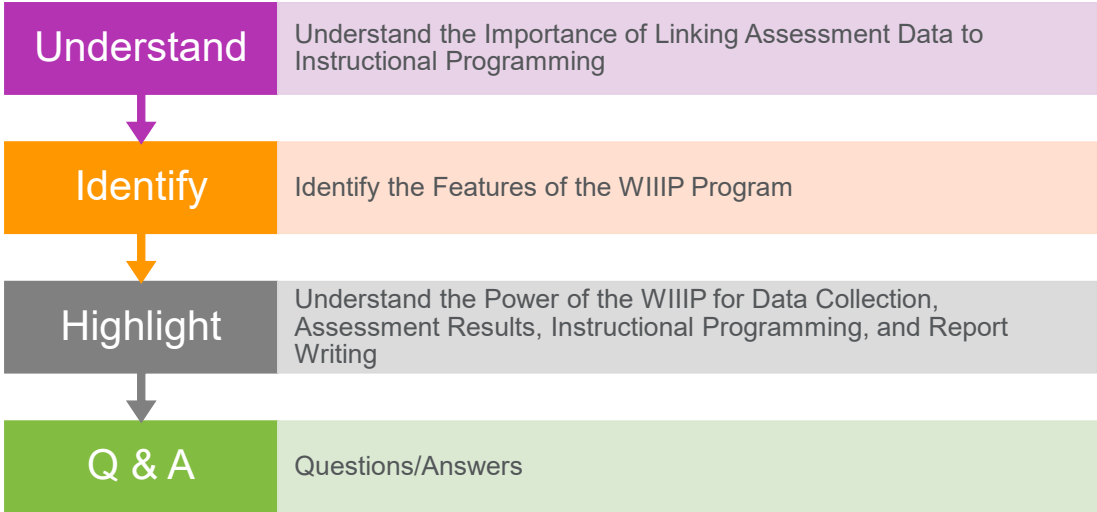 Understand
Understand the Importance of Linking Assessment Data to
Instructional Programming
Identify
Identify the Features of the WIIIP Program
Highlight
Understand the Power of the WIIIP for Data Collection,
Assessment Results, Instructional Programming, and Report
Writing
Q & A
Questions/Answers